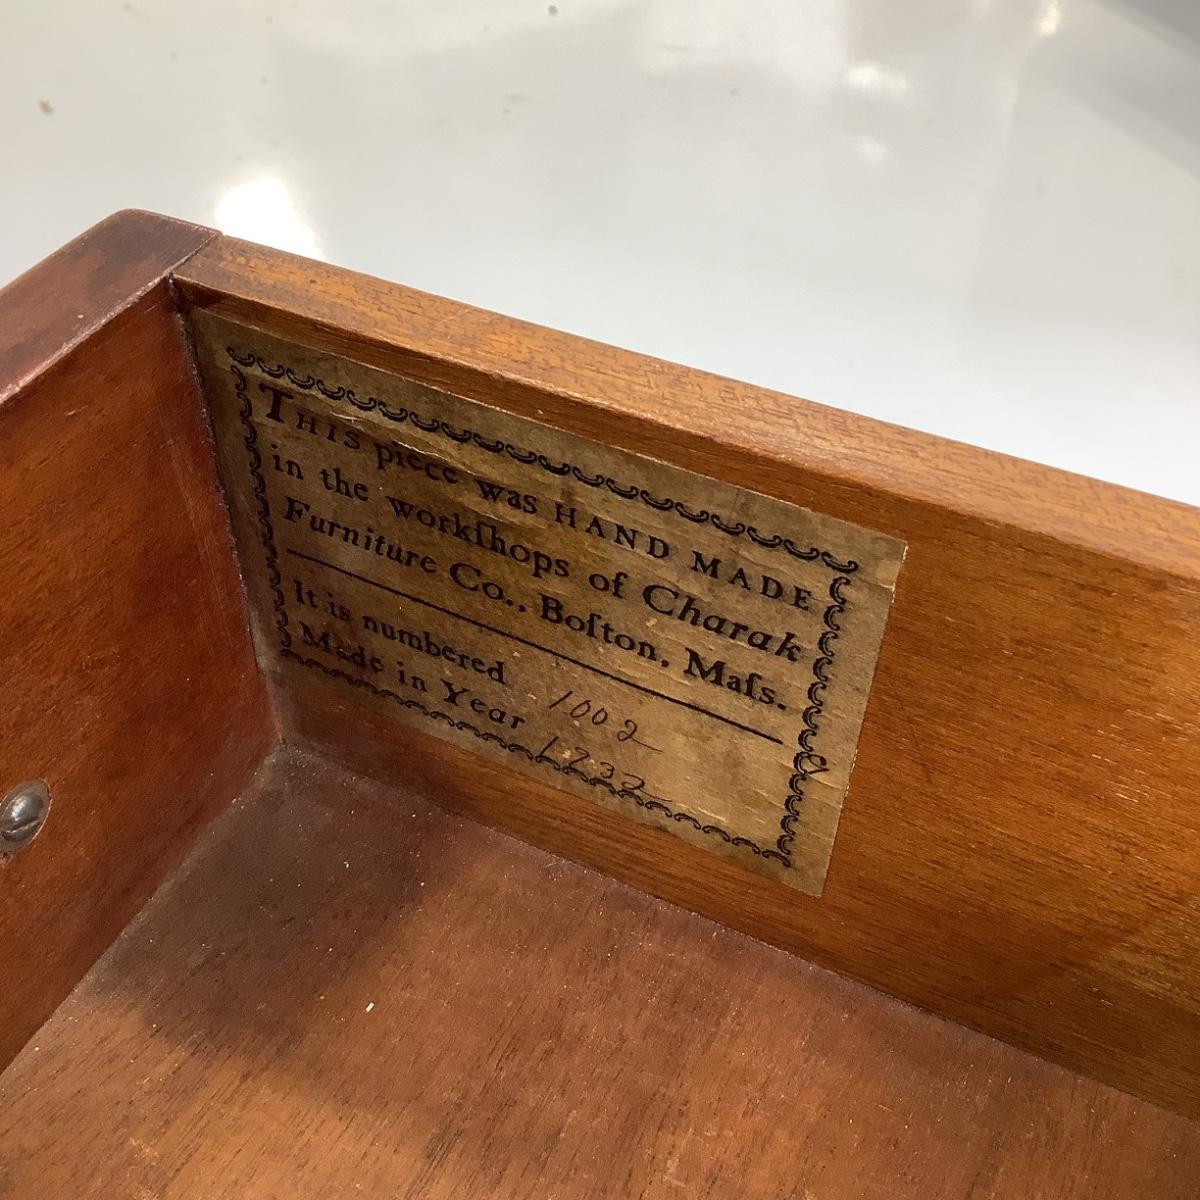 THIS piece was HAND MADE
in the workſhops of Charak
Furniture Co., Boſton, Maſs.
It is numbered 1002
Made in Year 1932